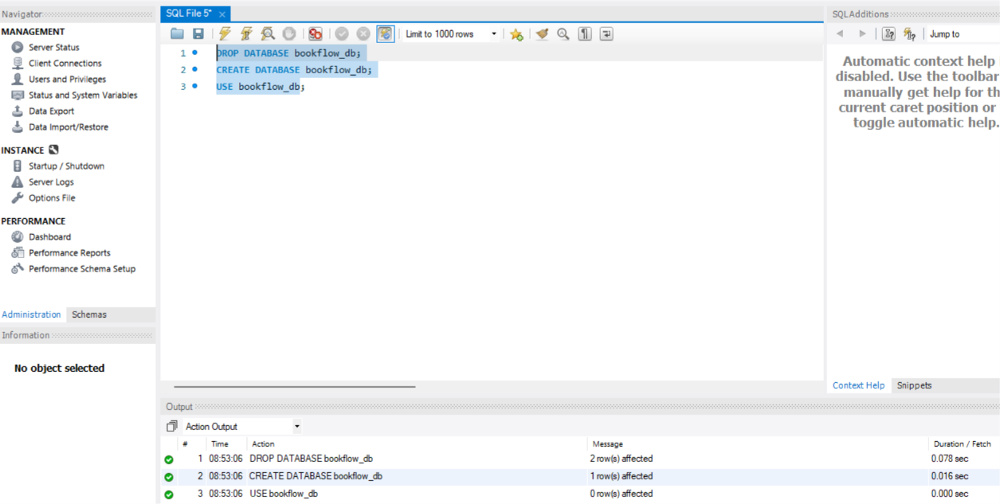 Navigator
MANAGEMENT
Server Status
Client Connections
Users and Privileges
Status and System Variables
Data Export
Data Import/Restore
INSTANCE
Startup / Shutdown
Server Logs
Options File
PERFORMANCE
Dashboard
Performance Reports
Performance Schema Setup
Administration Schemas
Information
No object selected
SQL File 5*
Limit to 1000 rows
1 DROP DATABASE bookflow_db;
2 CREATE DATABASE bookflow_db;
3 USE bookflow_db;
SQLAdditions
Jump to
Automatic context help
disabled. Use the toolbar
manually get help for th
current caret position or
toggle automatic help.
Context Help Snippets
Output
Action Output
# Time Action Message Duration / Fetch
1 08:53:06 DROP DATABASE bookflow_db 2 row(s) affected 0.078 sec
2 08:53:06 CREATE DATABASE bookflow_db 1 row(s) affected 0.016 sec
3 08:53:06 USE bookflow_db 0 row(s) affected 0.000 sec